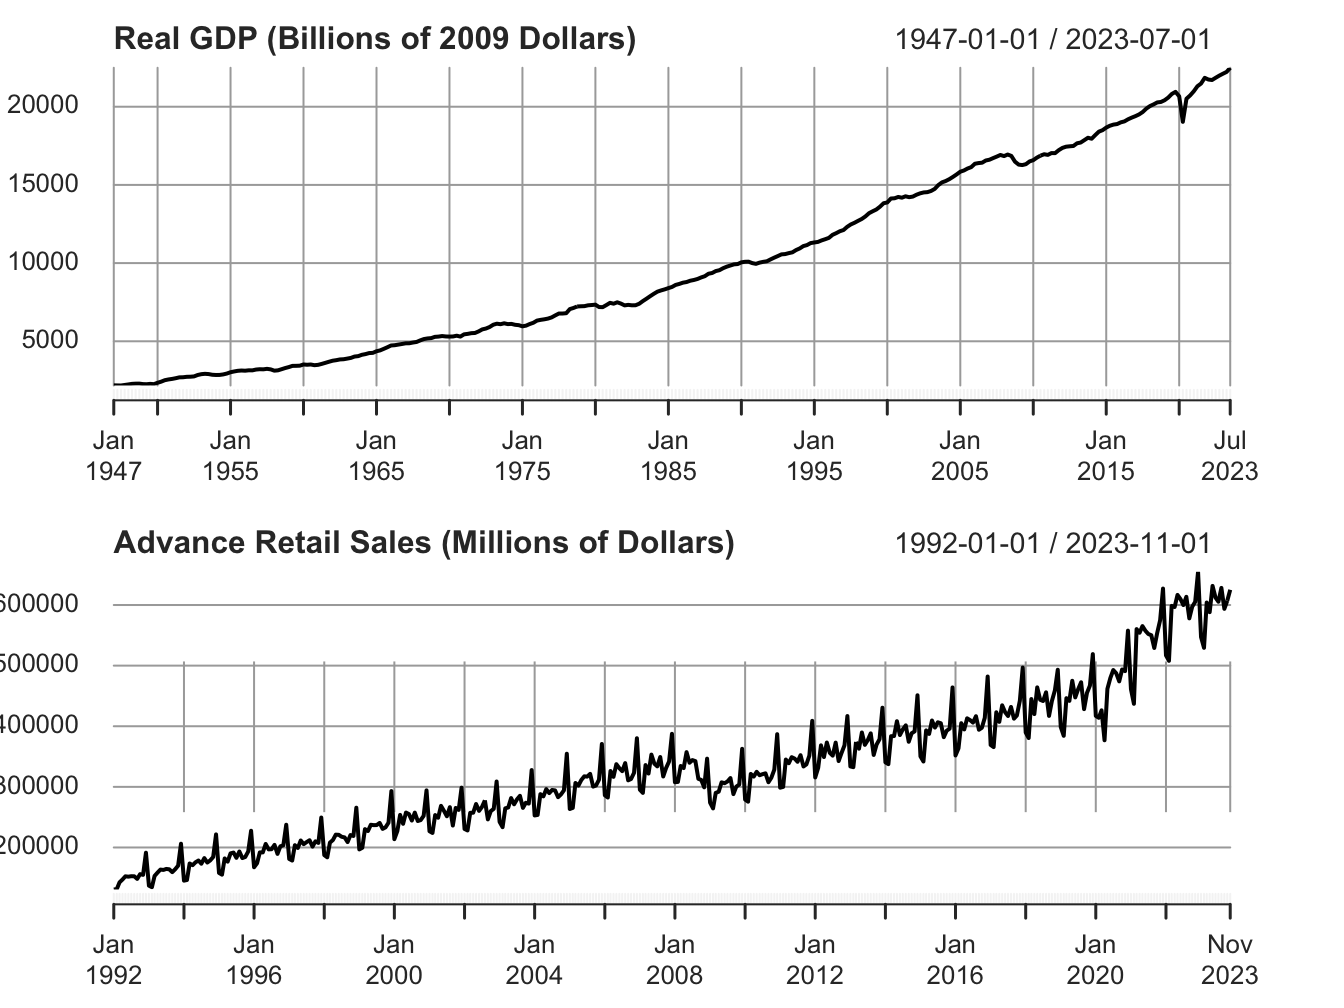 Real GDP (Billions of 2009 Dollars) 1947-01-01 / 2023-07-01
20000
15000
10000
5000
Jan Jan Jan Jan Jan Jan Jan Jan Jul
1947 1955 1965 1975 1985 1995 2005 2015 2023
Advance Retail Sales (Millions of Dollars) 1992-01-01 / 2023-11-01
600000
500000
400000
300000
200000
Jan Jan Jan Jan Jan Jan Jan Jan Nov
1992 1996 2000 2004 2008 2012 2016 2020 2023